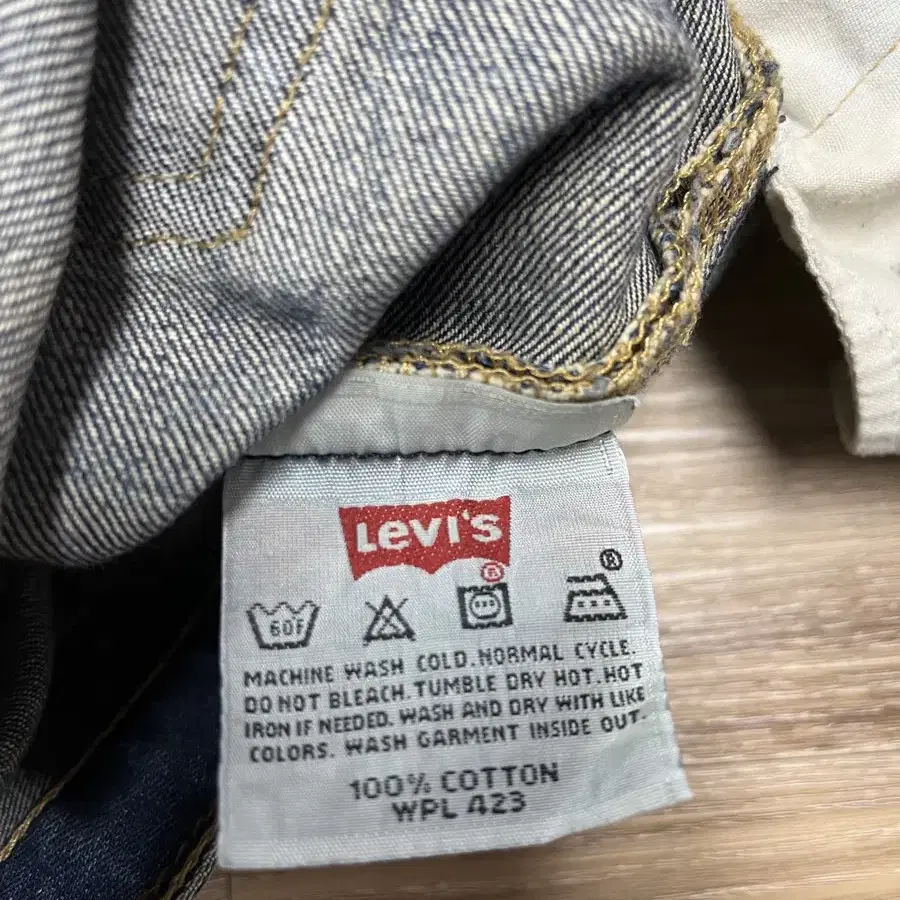 Levi's
®
®
60F
MACHINE WASH COLD. NORMAL CYCLE.
DO NOT BLEACH. TUMBLE DRY HOT. HOT
IRON IF NEEDED. WASH AND DRY WITH LIKE
COLORS. WASH GARMENT INSIDE OUT.
100% COTTON
WPL 423